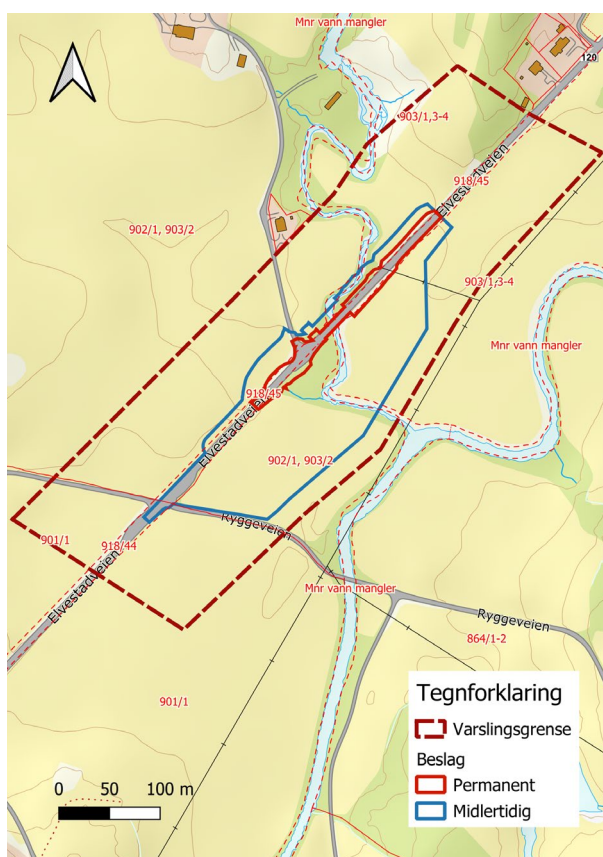 Mnr vann mangler
120
903/1,3-4
918/45
Elvestadveien
902/1, 903/2
903/1,3-4
Mnr vann mangler
918/45
Elvestadveien
902/1, 903/2
Ryggeveien
901/1
918/44
Mnr vann mangler
Elvestadveien
Ryggeveien
864/1-2
901/1
Tegnforklaring
Varslingsgrense
Beslag
Permanent
Midlertidig
0 50 100 m